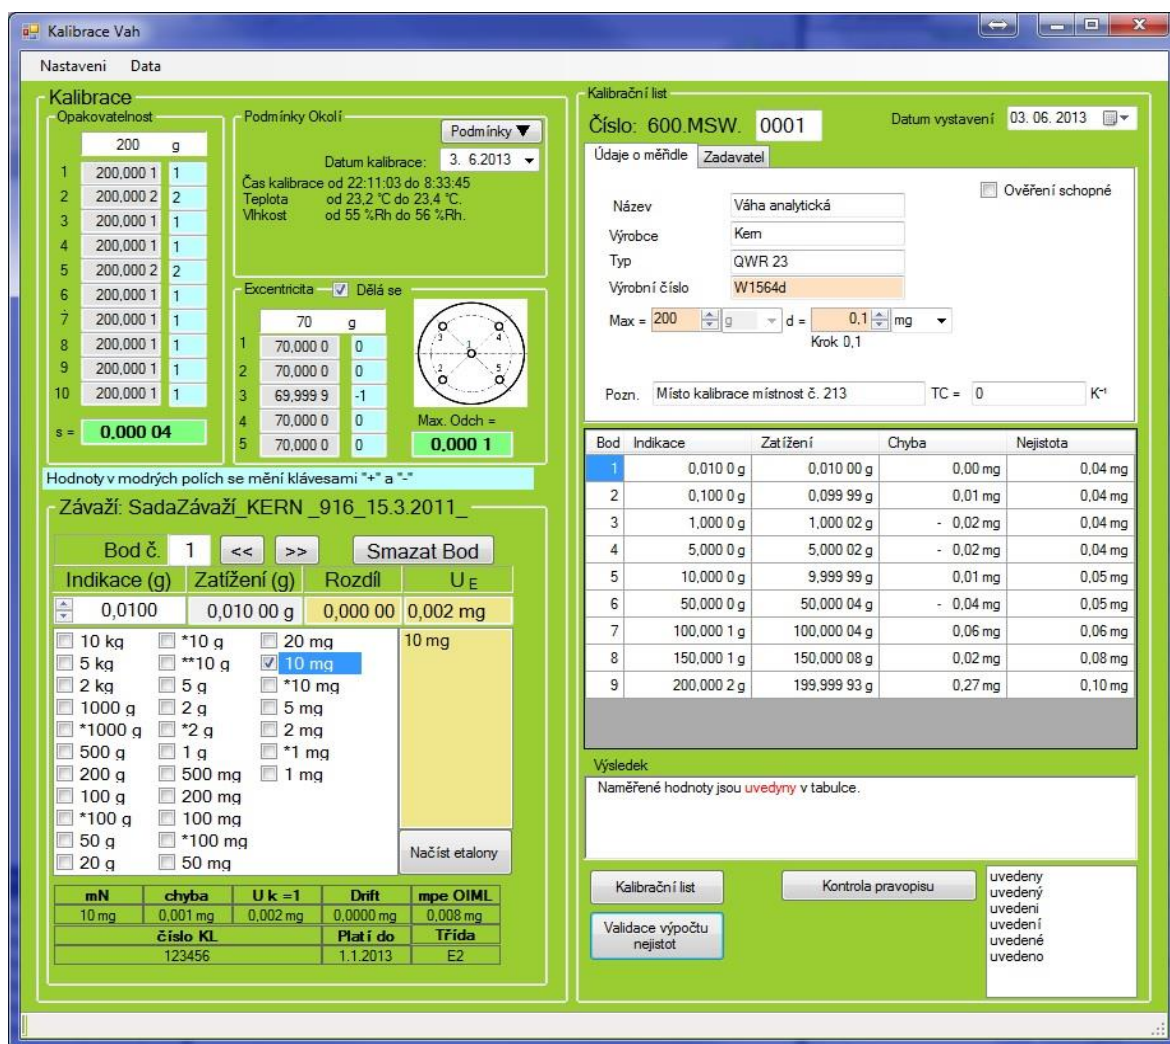 Kalibrace Vah
Nastaveni Data
Kalibrace
Opakovatelnost
200 g
1 200,000 1 1
2 200,000 2 2
3 200,000 1 1
4 200,000 1 1
5 200,000 2 2
6 200,000 1 1
7 200,000 1 1
8 200,000 1 1
9 200,000 1 1
10 200,000 1 1
s = 0,000 04
Podmínky Okolí
Podmínky ▼
Datum kalibrace: 3. 6.2013
Čas kalibrace od 22:11:03 do 8:33:45
Teplota od 23,2 °C do 23,4 °C.
Vlhkost od 55 %Rh do 56 %Rh.
Excentricita Dělá se
70 g
1 70,000 0 0
2 70,000 0 0
3 69,999 9 -1
4 70,000 0 0
5 70,000 0 0
3 4
1
2 5
Max. Odch =
0,000 1
Hodnoty v modrých polích se mění klávesami "+" a "-"
Závaží: SadaZávaží_KERN _916_15.3.2011_
Bod č. 1 << >> Smazat Bod
Indikace (g) Zatížení (g) Rozdíl U E
0,0100 0,010 00 g 0,000 00 0,002 mg
10 kg *10 g 20 mg
5 kg **10 g 10 mg
2 kg 5 g *10 mg
1000 g 2 g 5 mg
*1000 g *2 g 2 mg
500 g 1 g *1 mg
200 g 500 mg 1 mg
100 g 200 mg
*100 g 100 mg
50 g *100 mg
20 g 50 mg
10 mg
Načíst etalony
mN chyba U k =1 Drift mpe OIML
10 mg 0,001 mg 0,002 mg 0,0000 mg 0,008 mg
číslo KL Platí do Třída
123456 1.1.2013 E2
Kalibrační list
Číslo: 600.MSW. 0001 Datum vystavení 03. 06. 2013
Údaje o měřidle Zadavatel
Ověření schopné
Název Váha analytická
Výrobce Kern
Typ QWR 23
Výrobní číslo W1564d
Max = 200 g d = 0,1 mg
Krok 0,1
Pozn. Místo kalibrace místnost č. 213 TC = 0 K⁻¹
Bod Indikace Zatížení Chyba Nejistota
1 0,010 0 g 0,010 00 g 0,00 mg 0,04 mg
2 0,100 0 g 0,099 99 g 0,01 mg 0,04 mg
3 1,000 0 g 1,000 02 g - 0,02 mg 0,04 mg
4 5,000 0 g 5,000 02 g - 0,02 mg 0,04 mg
5 10,000 0 g 9,999 99 g 0,01 mg 0,05 mg
6 50,000 0 g 50,000 04 g - 0,04 mg 0,05 mg
7 100,000 1 g 100,000 04 g 0,06 mg 0,06 mg
8 150,000 1 g 150,000 08 g 0,02 mg 0,08 mg
9 200,000 2 g 199,999 93 g 0,27 mg 0,10 mg
Výsledek
Naměřené hodnoty jsou uvedyny v tabulce.
Kalibrační list
Kontrola pravopisu
Validace výpočtu
nejistot
uvedeny
uvedený
uvedeni
uvedení
uvedené
uvedeno